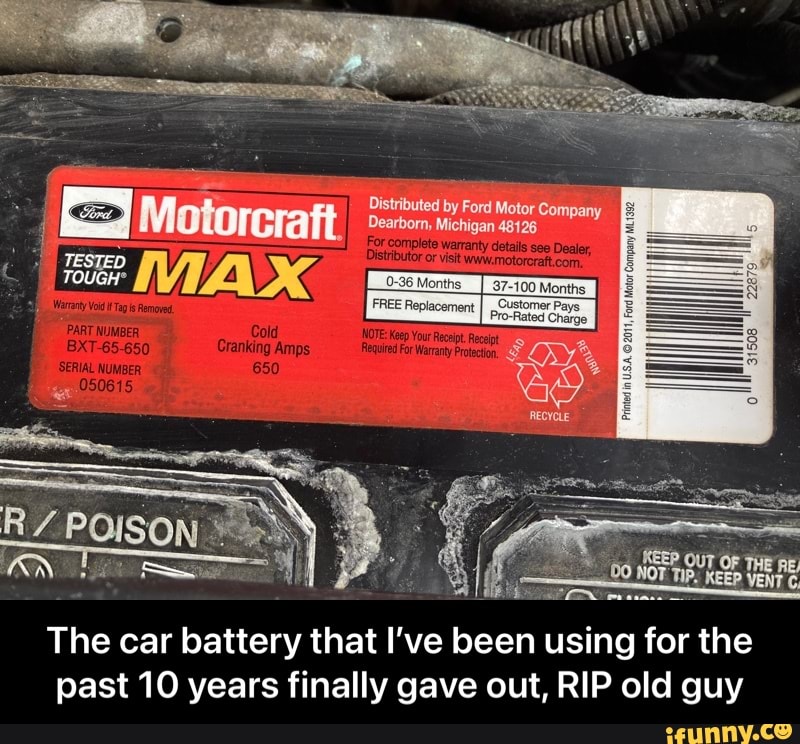 Ford
Motorcraft
TESTED
TOUGH®
MAX
Warranty Void If Tag is Removed.
PART NUMBER
BXT-65-650
SERIAL NUMBER
050615
Cold
Cranking Amps
650
Distributed by Ford Motor Company
Dearborn, Michigan 48126
For complete warranty details see Dealer,
Distributor or visit www.motorcraft.com.
0-36 Months
37-100 Months
FREE Replacement
Customer Pays
Pro-Rated Charge
NOTE: Keep Your Receipt. Receipt
Required For Warranty Protection.
LEAD
RETURN
RECYCLE
Printed in U.S.A. © 2011, Ford Motor Company ML1392
0 31508 22879 5
ER / POISON
KEEP OUT OF THE REA
DO NOT TIP. KEEP VENT CA
The car battery that I've been using for the
past 10 years finally gave out, RIP old guy
ifunny.co